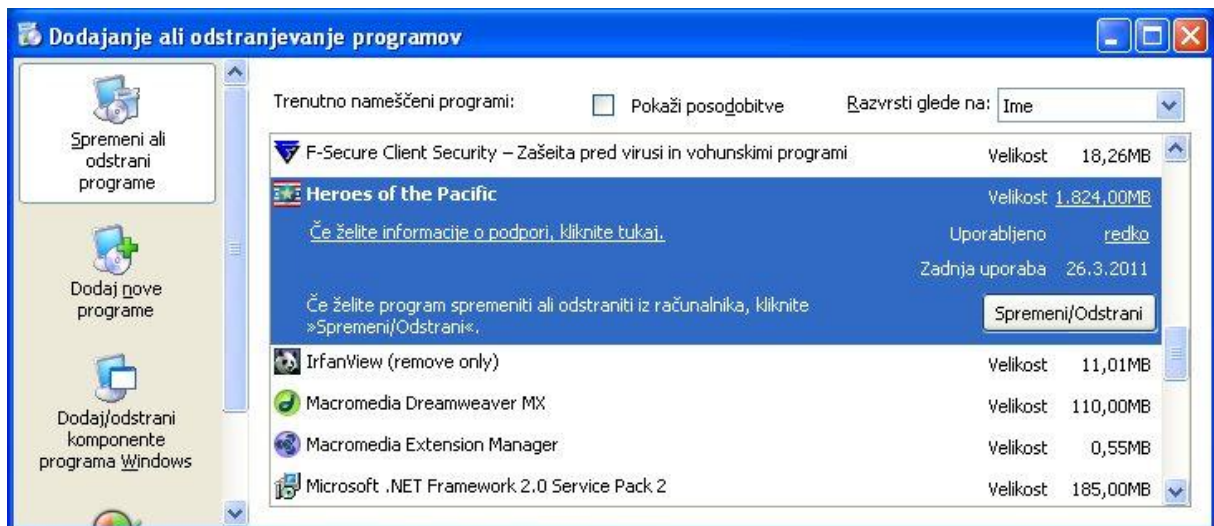 Dodajanje ali odstranjevanje programov
Spremeni ali
odstrani
programe
Dodaj nove
programe
Dodaj/odstrani
komponente
programa Windows
Trenutno nameščeni programi:
Pokaži posodobitve
Razvrsti glede na: Ime
F-Secure Client Security – Zašeita pred virusi in vohunskimi programi Velikost 18,26MB
Heroes of the Pacific Velikost 1.824,00MB
Če želite informacije o podpori, kliknite tukaj. Uporabljeno redko
Zadnja uporaba 26.3.2011
Če želite program spremeniti ali odstraniti iz računalnika, kliknite
»Spremeni/Odstrani«.
Spremeni/Odstrani
IrfanView (remove only) Velikost 11,01MB
Macromedia Dreamweaver MX Velikost 110,00MB
Macromedia Extension Manager Velikost 0,55MB
Microsoft .NET Framework 2.0 Service Pack 2 Velikost 185,00MB